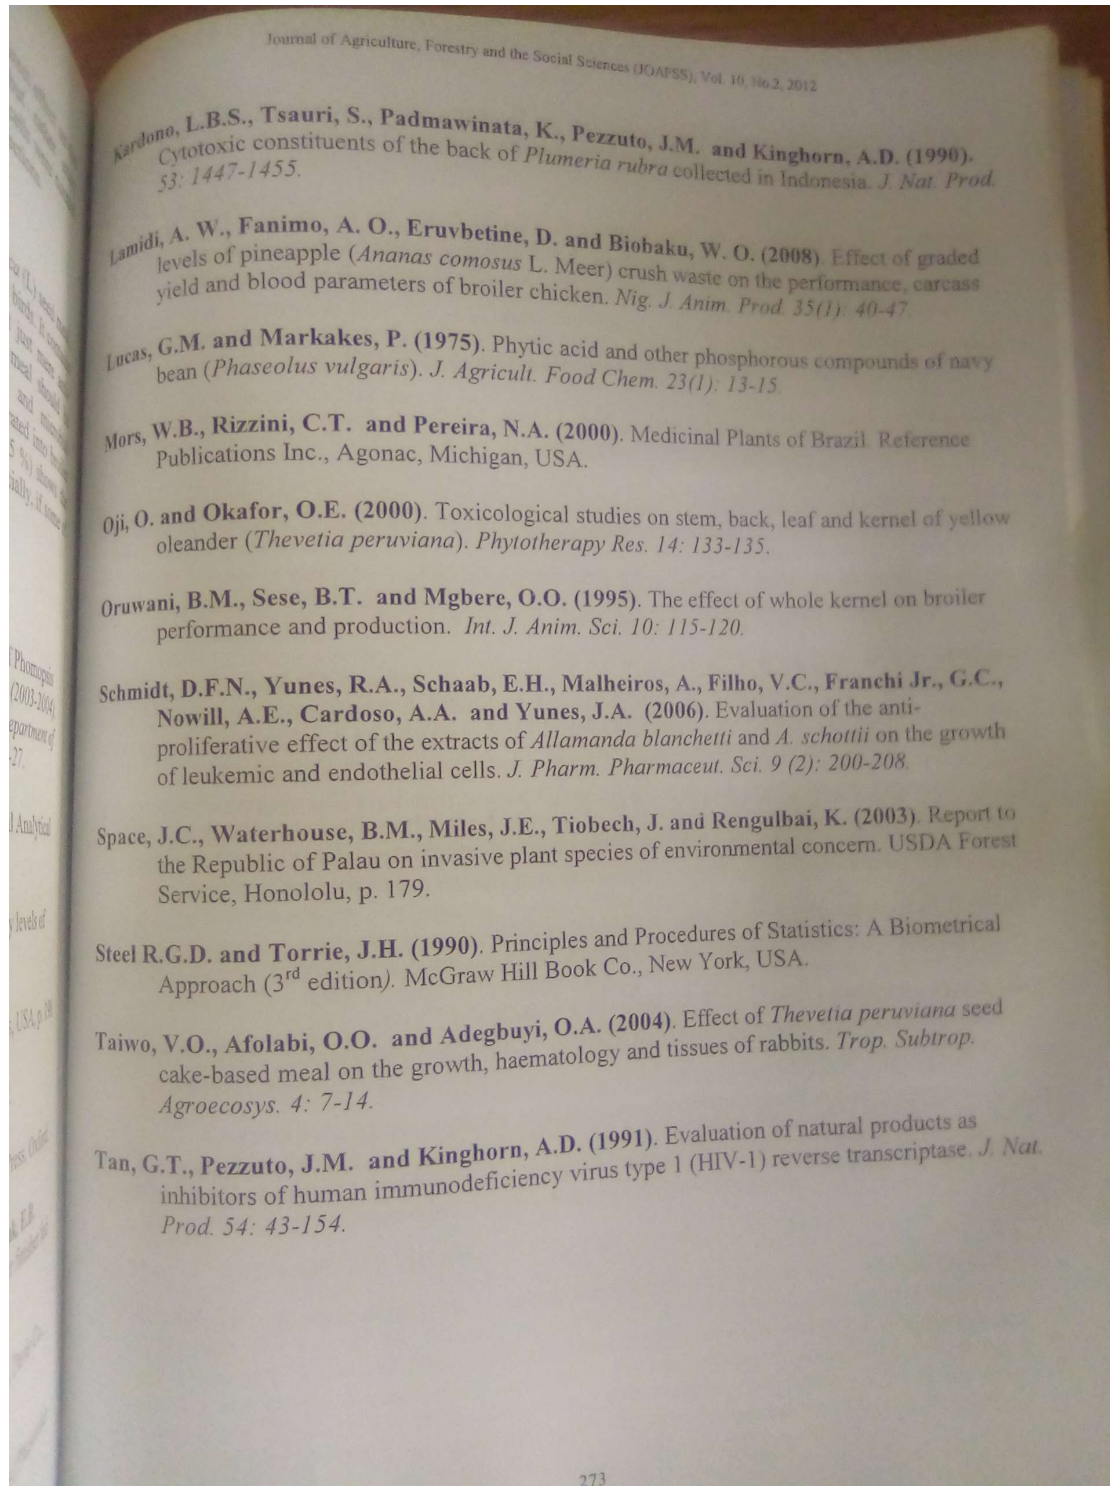 Journal of Agriculture, Forestry and the Social Sciences (JOAFSS), Vol. 10, No.2, 2012
Kardono, L.B.S., Tsauri, S., Padmawinata, K., Pezzuto, J.M. and Kinghorn, A.D. (1990).
Cytotoxic constituents of the back of Plumeria rubra collected in Indonesia. J. Nat. Prod.
53: 1447-1455.
Lamidi, A. W., Fanimo, A. O., Eruvbetine, D. and Biobaku, W. O. (2008). Effect of graded
levels of pineapple (Ananas comosus L. Meer) crush waste on the performance, carcass
yield and blood parameters of broiler chicken. Nig. J. Anim. Prod. 35(1): 40-47.
Lucas, G.M. and Markakes, P. (1975). Phytic acid and other phosphorous compounds of navy
bean (Phaseolus vulgaris). J. Agricult. Food Chem. 23(1): 13-15.
Mors, W.B., Rizzini, C.T. and Pereira, N.A. (2000). Medicinal Plants of Brazil. Reference
Publications Inc., Agonac, Michigan, USA.
Oji, O. and Okafor, O.E. (2000). Toxicological studies on stem, back, leaf and kernel of yellow
oleander (Thevetia peruviana). Phytotherapy Res. 14: 133-135.
Oruwani, B.M., Sese, B.T. and Mgbere, O.O. (1995). The effect of whole kernel on broiler
performance and production. Int. J. Anim. Sci. 10: 115-120.
Schmidt, D.F.N., Yunes, R.A., Schaab, E.H., Malheiros, A., Filho, V.C., Franchi Jr., G.C.,
Nowill, A.E., Cardoso, A.A. and Yunes, J.A. (2006). Evaluation of the anti-
proliferative effect of the extracts of Allamanda blanchetti and A. schottii on the growth
of leukemic and endothelial cells. J. Pharm. Pharmaceut. Sci. 9 (2): 200-208.
Space, J.C., Waterhouse, B.M., Miles, J.E., Tiobech, J. and Rengulbai, K. (2003). Report to
the Republic of Palau on invasive plant species of environmental concern. USDA Forest
Service, Honololu, p. 179.
Steel R.G.D. and Torrie, J.H. (1990). Principles and Procedures of Statistics: A Biometrical
Approach (3rd edition). McGraw Hill Book Co., New York, USA.
Taiwo, V.O., Afolabi, O.O. and Adegbuyi, O.A. (2004). Effect of Thevetia peruviana seed
cake-based meal on the growth, haematology and tissues of rabbits. Trop. Subtrop.
Agroecosys. 4: 7-14.
Tan, G.T., Pezzuto, J.M. and Kinghorn, A.D. (1991). Evaluation of natural products as
inhibitors of human immunodeficiency virus type 1 (HIV-1) reverse transcriptase. J. Nat.
Prod. 54: 43-154.
273